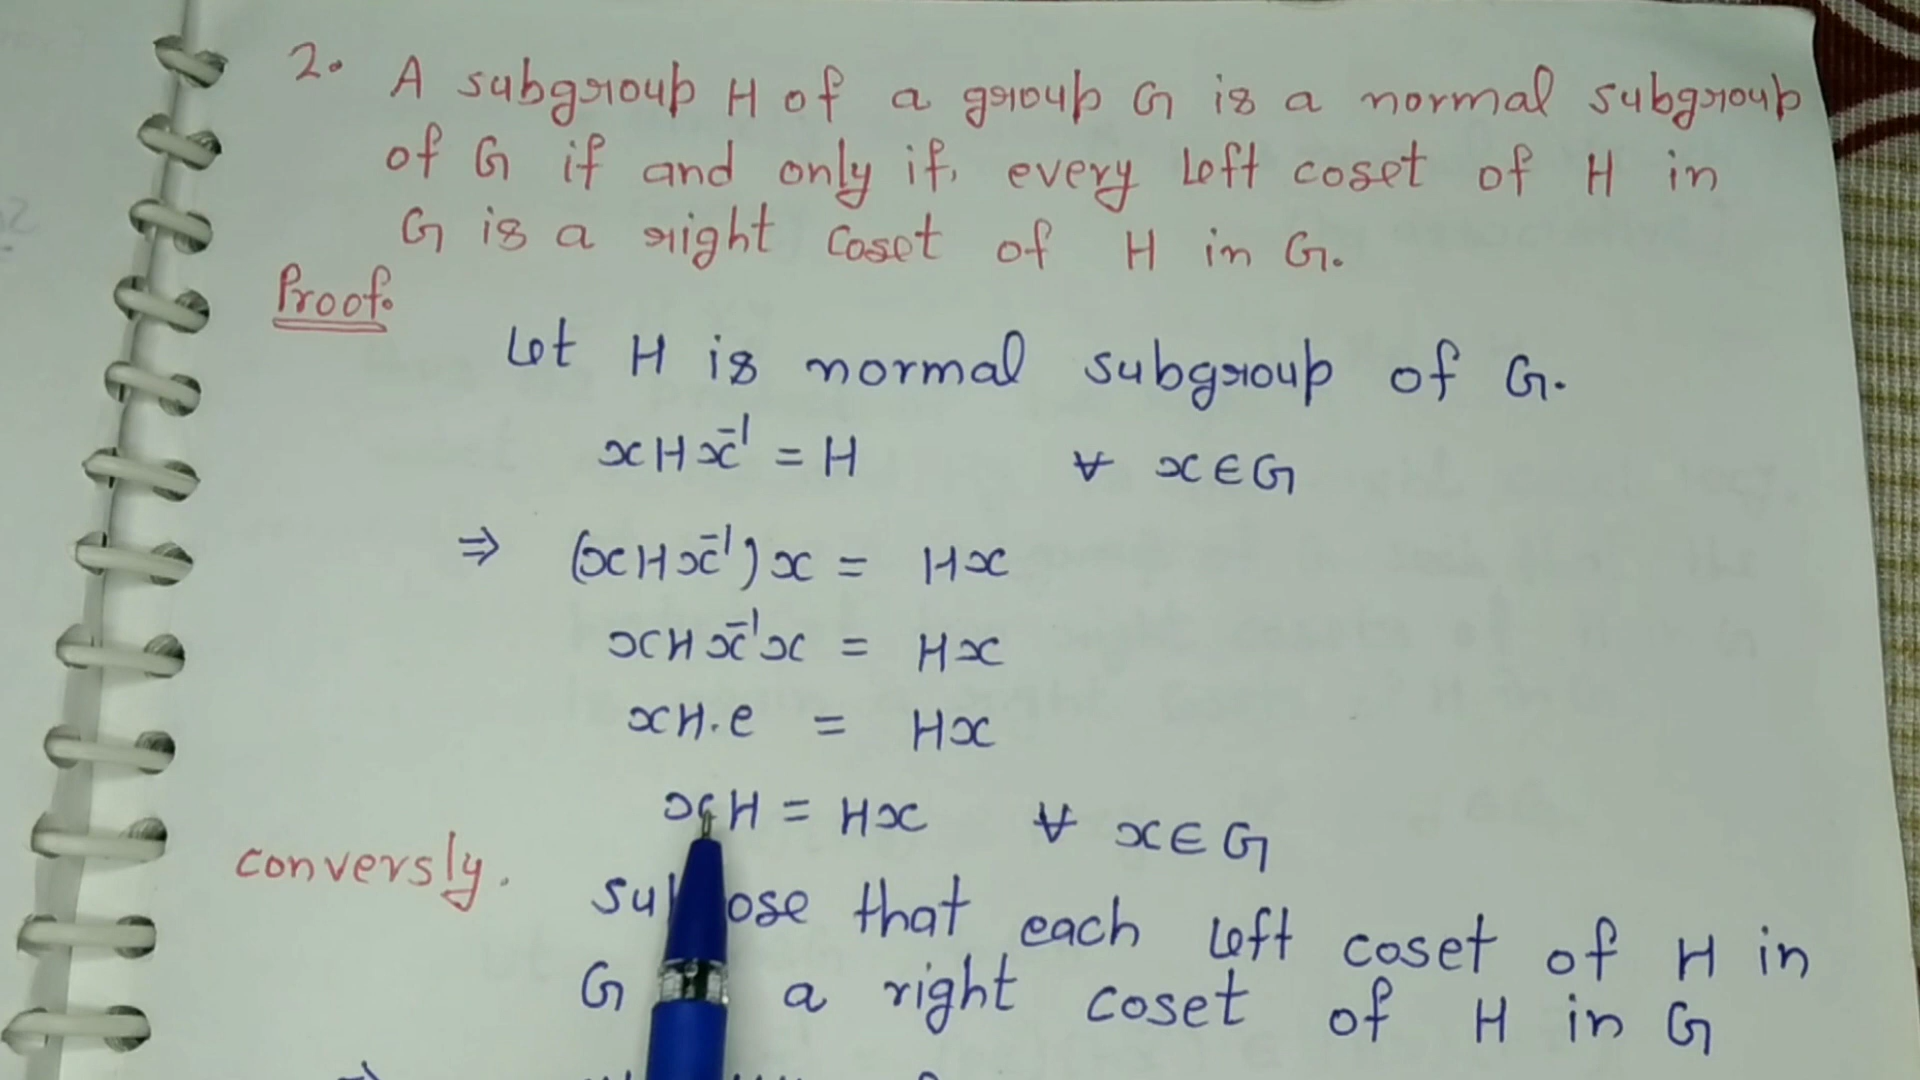 2. A subgroup H of a group G is a normal subgroup
of G if and only if, every left coset of H in
G is a right coset of H in G.
Proof.
Let H is normal subgroup of G.
xHx⁻¹ = H ∀ x∈G
⇒ (xHx⁻¹)x = Hx
xHx⁻¹x = Hx
xH.e = Hx
xH = Hx ∀ x∈G
conversly. that each left coset of H in
G a right coset of H in G
⇒